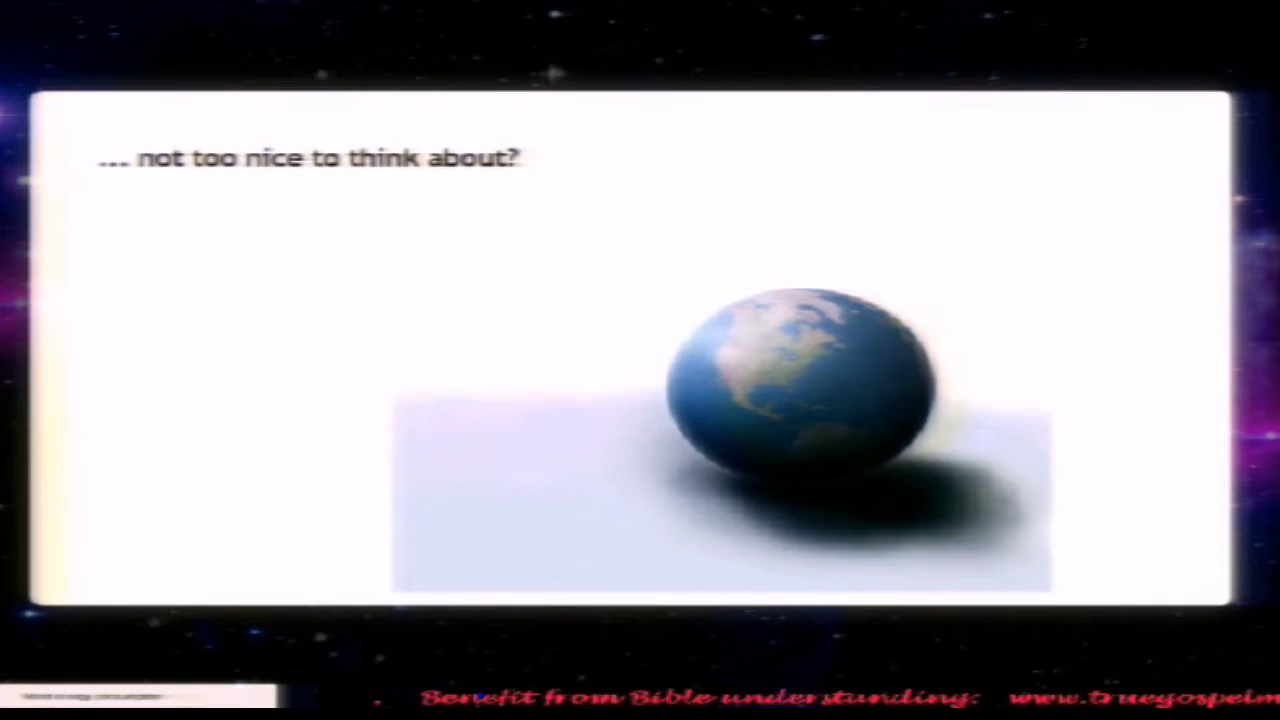 ... not too nice to think about?
. Benefit from Bible understanding: www.truegospelm